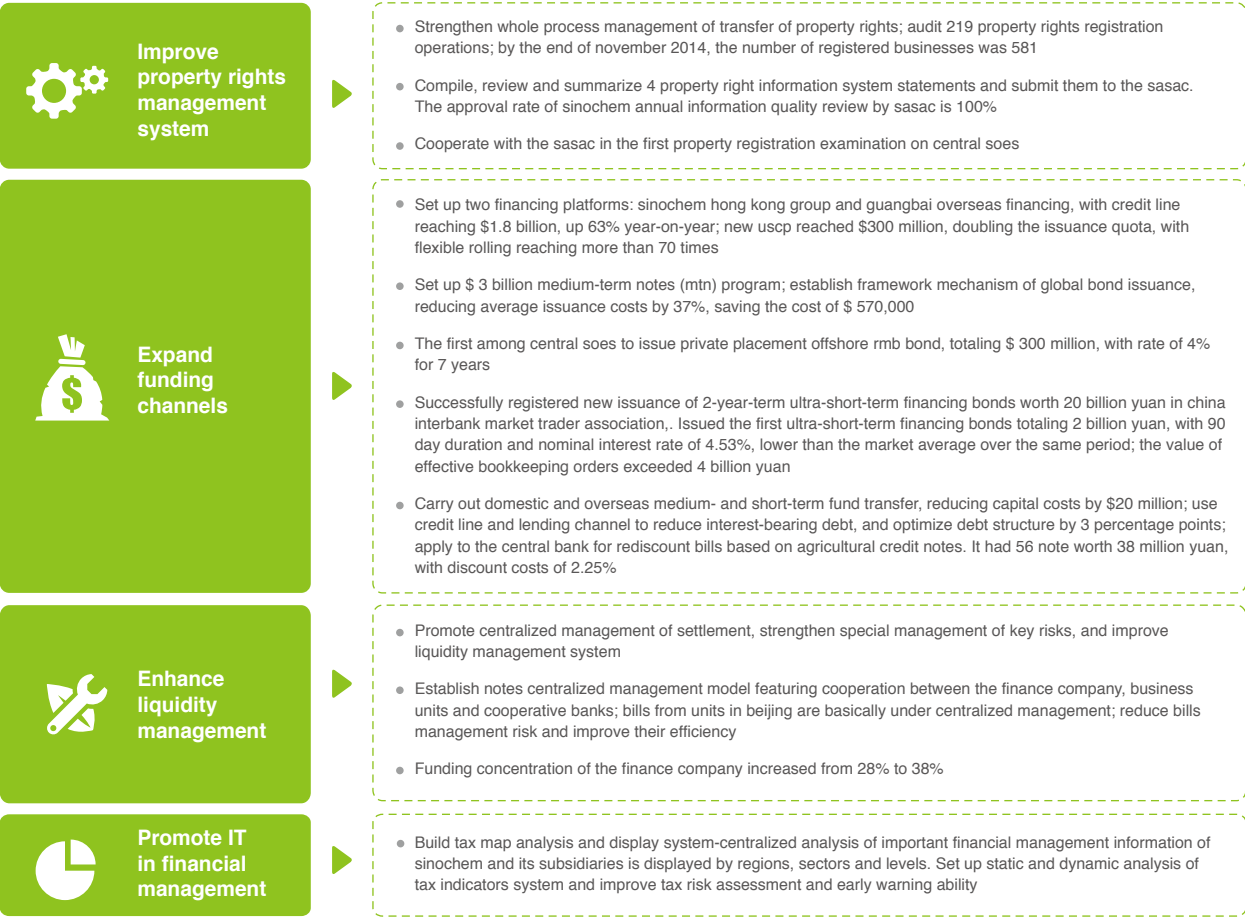 Improve
property rights
management
system
Strengthen whole process management of transfer of property rights; audit 219 property rights registration
operations; by the end of november 2014, the number of registered businesses was 581
Compile, review and summarize 4 property right information system statements and submit them to the sasac.
The approval rate of sinochem annual information quality review by sasac is 100%
Cooperate with the sasac in the first property registration examination on central soes
Expand
funding
channels
$
Set up two financing platforms: sinochem hong kong group and guangbai overseas financing, with credit line
reaching $1.8 billion, up 63% year-on-year; new uscp reached $300 million, doubling the issuance quota, with
flexible rolling reaching more than 70 times
Set up $ 3 billion medium-term notes (mtn) program; establish framework mechanism of global bond issuance,
reducing average issuance costs by 37%, saving the cost of $ 570,000
The first among central soes to issue private placement offshore rmb bond, totaling $ 300 million, with rate of 4%
for 7 years
Successfully registered new issuance of 2-year-term ultra-short-term financing bonds worth 20 billion yuan in china
interbank market trader association,. Issued the first ultra-short-term financing bonds totaling 2 billion yuan, with 90
day duration and nominal interest rate of 4.53%, lower than the market average over the same period; the value of
effective bookkeeping orders exceeded 4 billion yuan
Carry out domestic and overseas medium- and short-term fund transfer, reducing capital costs by $20 million; use
credit line and lending channel to reduce interest-bearing debt, and optimize debt structure by 3 percentage points;
apply to the central bank for rediscount bills based on agricultural credit notes. It had 56 note worth 38 million yuan,
with discount costs of 2.25%
Enhance
liquidity
management
Promote centralized management of settlement, strengthen special management of key risks, and improve
liquidity management system
Establish notes centralized management model featuring cooperation between the finance company, business
units and cooperative banks; bills from units in beijing are basically under centralized management; reduce bills
management risk and improve their efficiency
Funding concentration of the finance company increased from 28% to 38%
Promote IT
in financial
management
Build tax map analysis and display system-centralized analysis of important financial management information of
sinochem and its subsidiaries is displayed by regions, sectors and levels. Set up static and dynamic analysis of
tax indicators system and improve tax risk assessment and early warning ability